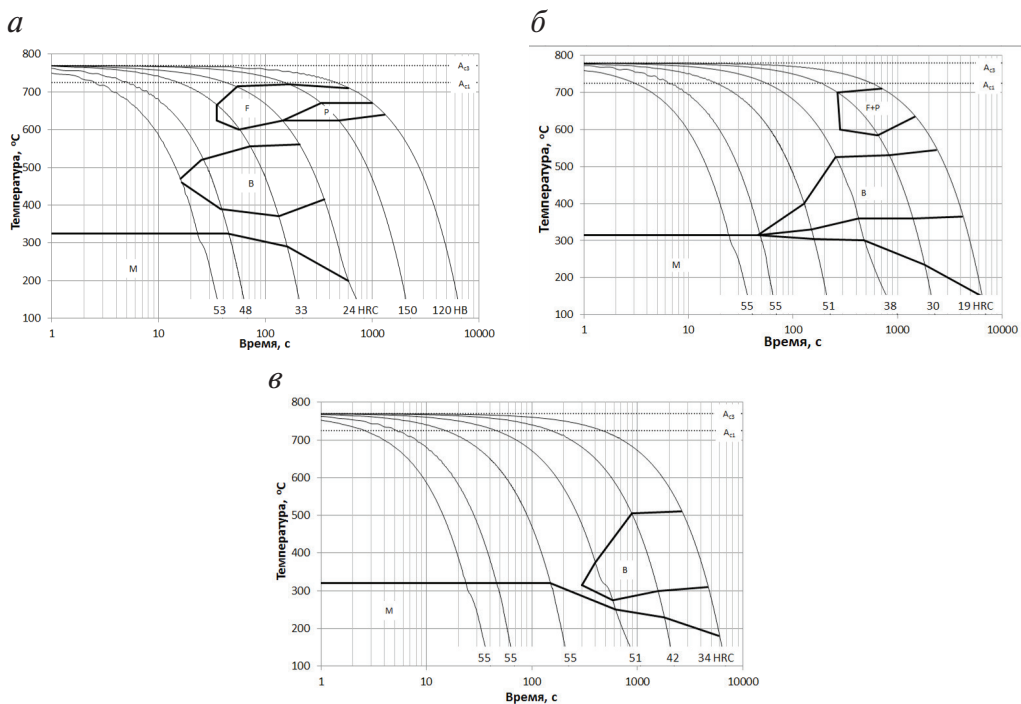 а
800
700
600
500
400
300
200
100
Температура, °С
Ac3
Ac1
F
P
B
M
53 48 33 24 HRC 150 120 HB
1 10 100 1000 10000
Время, с
б
800
700
600
500
400
300
200
100
Температура, °С
Ac3
Ac1
F+P
B
M
55 55 51 38 30 19 HRC
1 10 100 1000 10000
Время, с
в
800
700
600
500
400
300
200
100
Температура, °С
Ac3
Ac1
B
M
55 55 55 51 42 34 HRC
1 10 100 1000 10000
Время, с